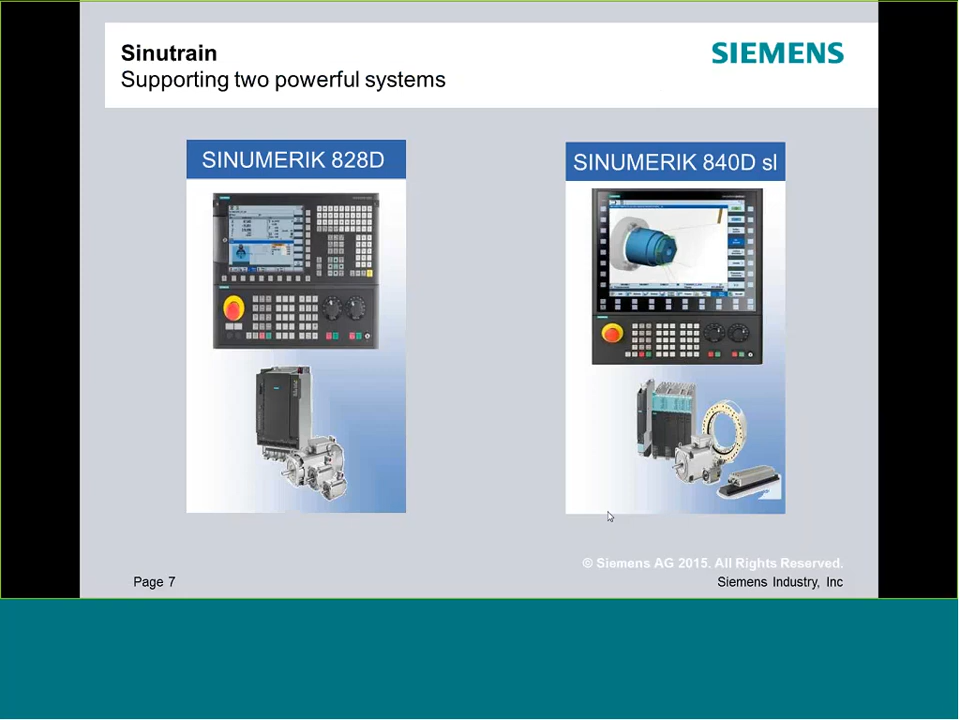 Sinutrain
SIEMENS
Supporting two powerful systems
SINUMERIK 828D
SINUMERIK 840D sl
© Siemens AG 2015. All Rights Reserved.
Page 7
Siemens Industry, Inc